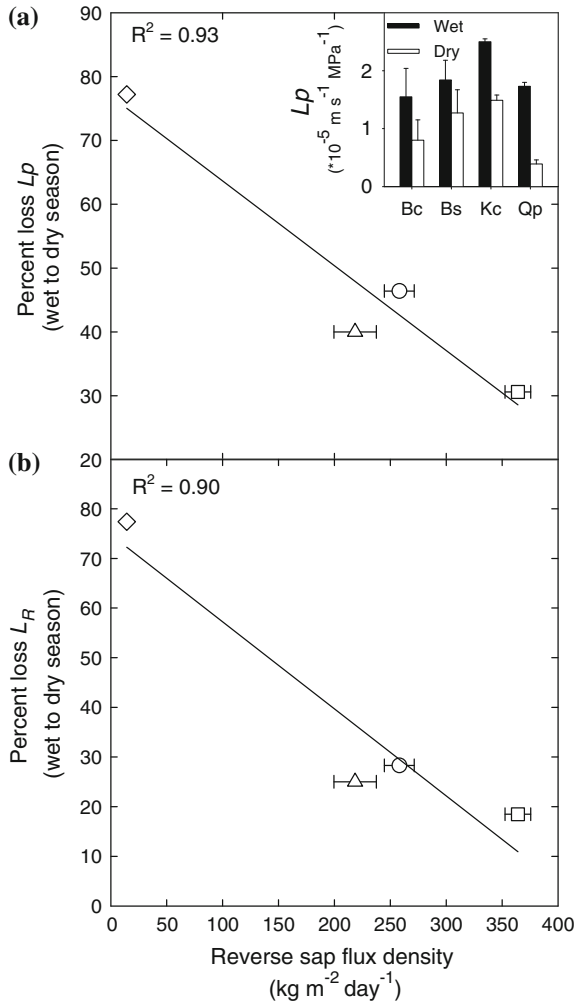 (a)
90
80
70
60
50
40
30
20
Percent loss Lp
(wet to dry season)
R² = 0.93
Wet
Dry
2
1
0
Lp
(*10⁻⁵ m s⁻¹ MPa⁻¹)
Bc Bs Kc Qp
(b)
80
70
60
50
40
30
20
10
0
Percent loss L_R
(wet to dry season)
R² = 0.90
0 50 100 150 200 250 300 350 400
Reverse sap flux density
(kg m⁻² day⁻¹)